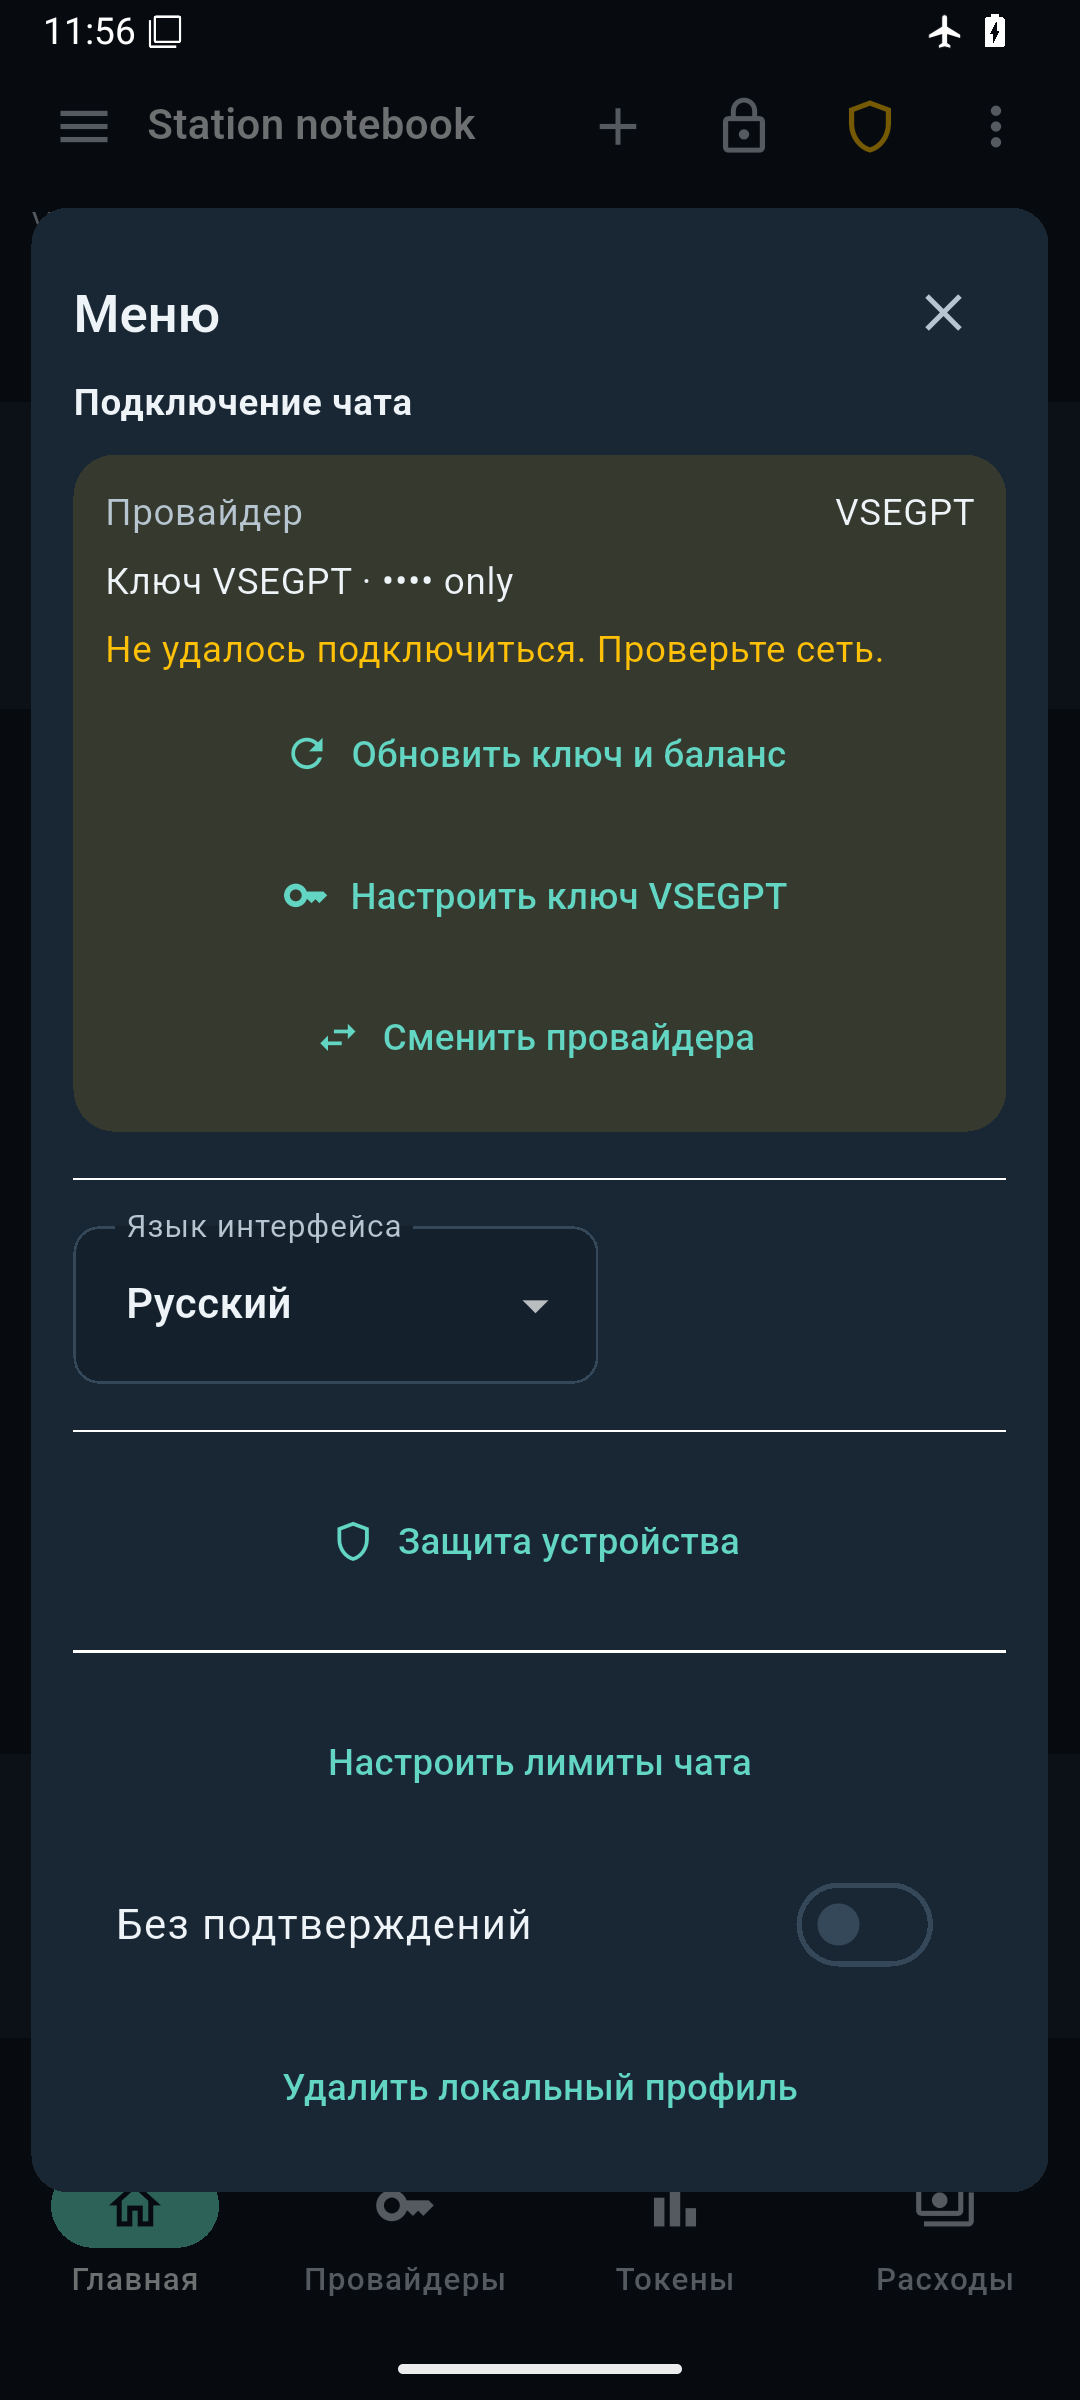 11:56
Station notebook
Меню
Подключение чата
Провайдер VSEGPT
Ключ VSEGPT · •••• only
Не удалось подключиться. Проверьте сеть.
Обновить ключ и баланс
Настроить ключ VSEGPT
Сменить провайдера
Язык интерфейса
Русский
Защита устройства
Настроить лимиты чата
Без подтверждений
Удалить локальный профиль
Главная Провайдеры Токены Расходы